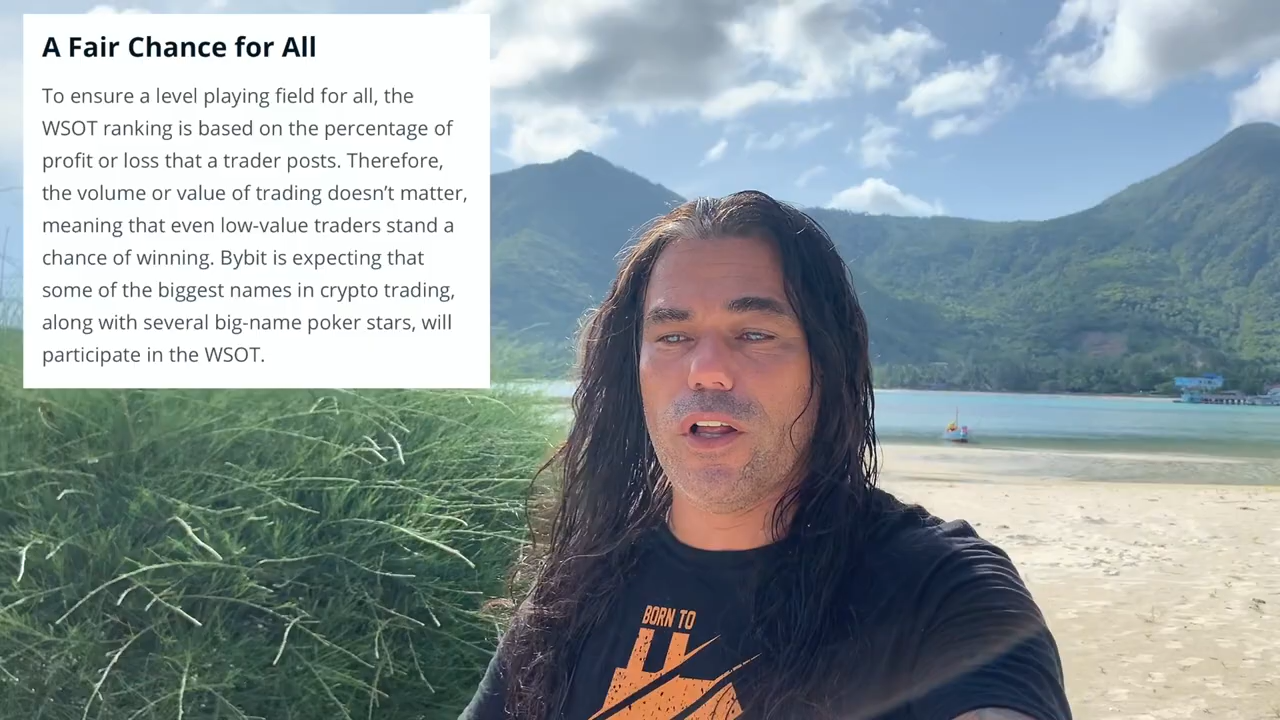 A Fair Chance for All
To ensure a level playing field for all, the
WSOT ranking is based on the percentage of
profit or loss that a trader posts. Therefore,
the volume or value of trading doesn’t matter,
meaning that even low-value traders stand a
chance of winning. Bybit is expecting that
some of the biggest names in crypto trading,
along with several big-name poker stars, will
participate in the WSOT.
BORN TO